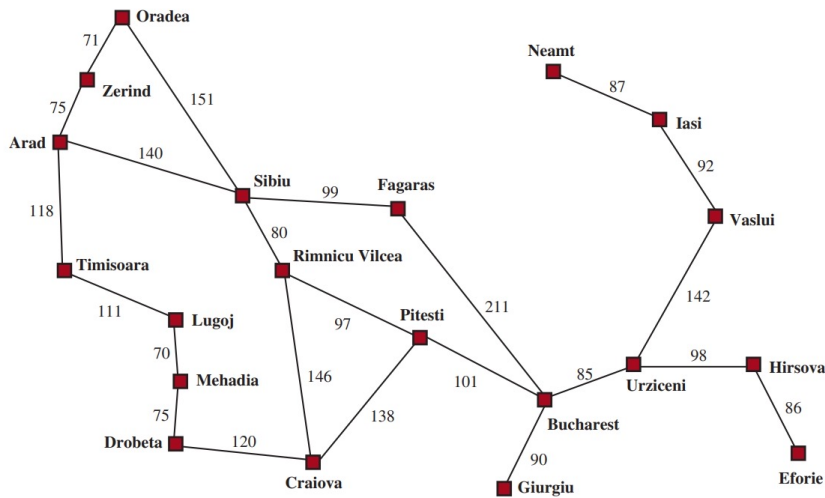 Oradea
71
Neamt
Zerind
87
75
151
Iasi
Arad
140
92
Sibiu
Fagaras
99
118
Vaslui
80
Timisoara
Rimnicu Vilcea
142
111
211
Lugoj
Pitesti
97
70
98
Hirsova
Mehadia
146
101
85
Urziceni
75
138
86
Bucharest
Drobeta
120
90
Craiova
Eforie
Giurgiu